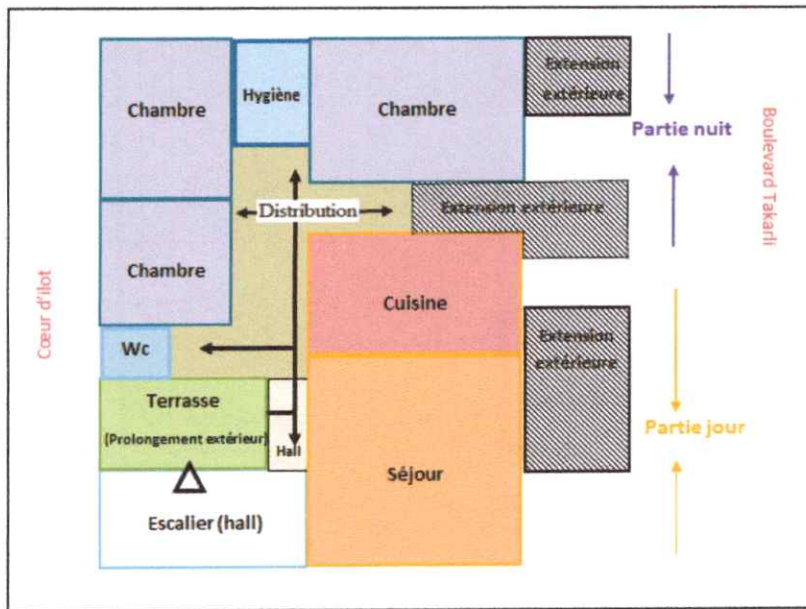 Chambre
Hygiène
Chambre
Extension
extérieure
Partie nuit
Boulevard Takarli
Distribution
Extension extérieure
Chambre
Cuisine
Cœur d'ilot
Wc
Extension
extérieure
Terrasse
(Prolongement extérieur)
Hall
Partie jour
Séjour
Escalier (hall)